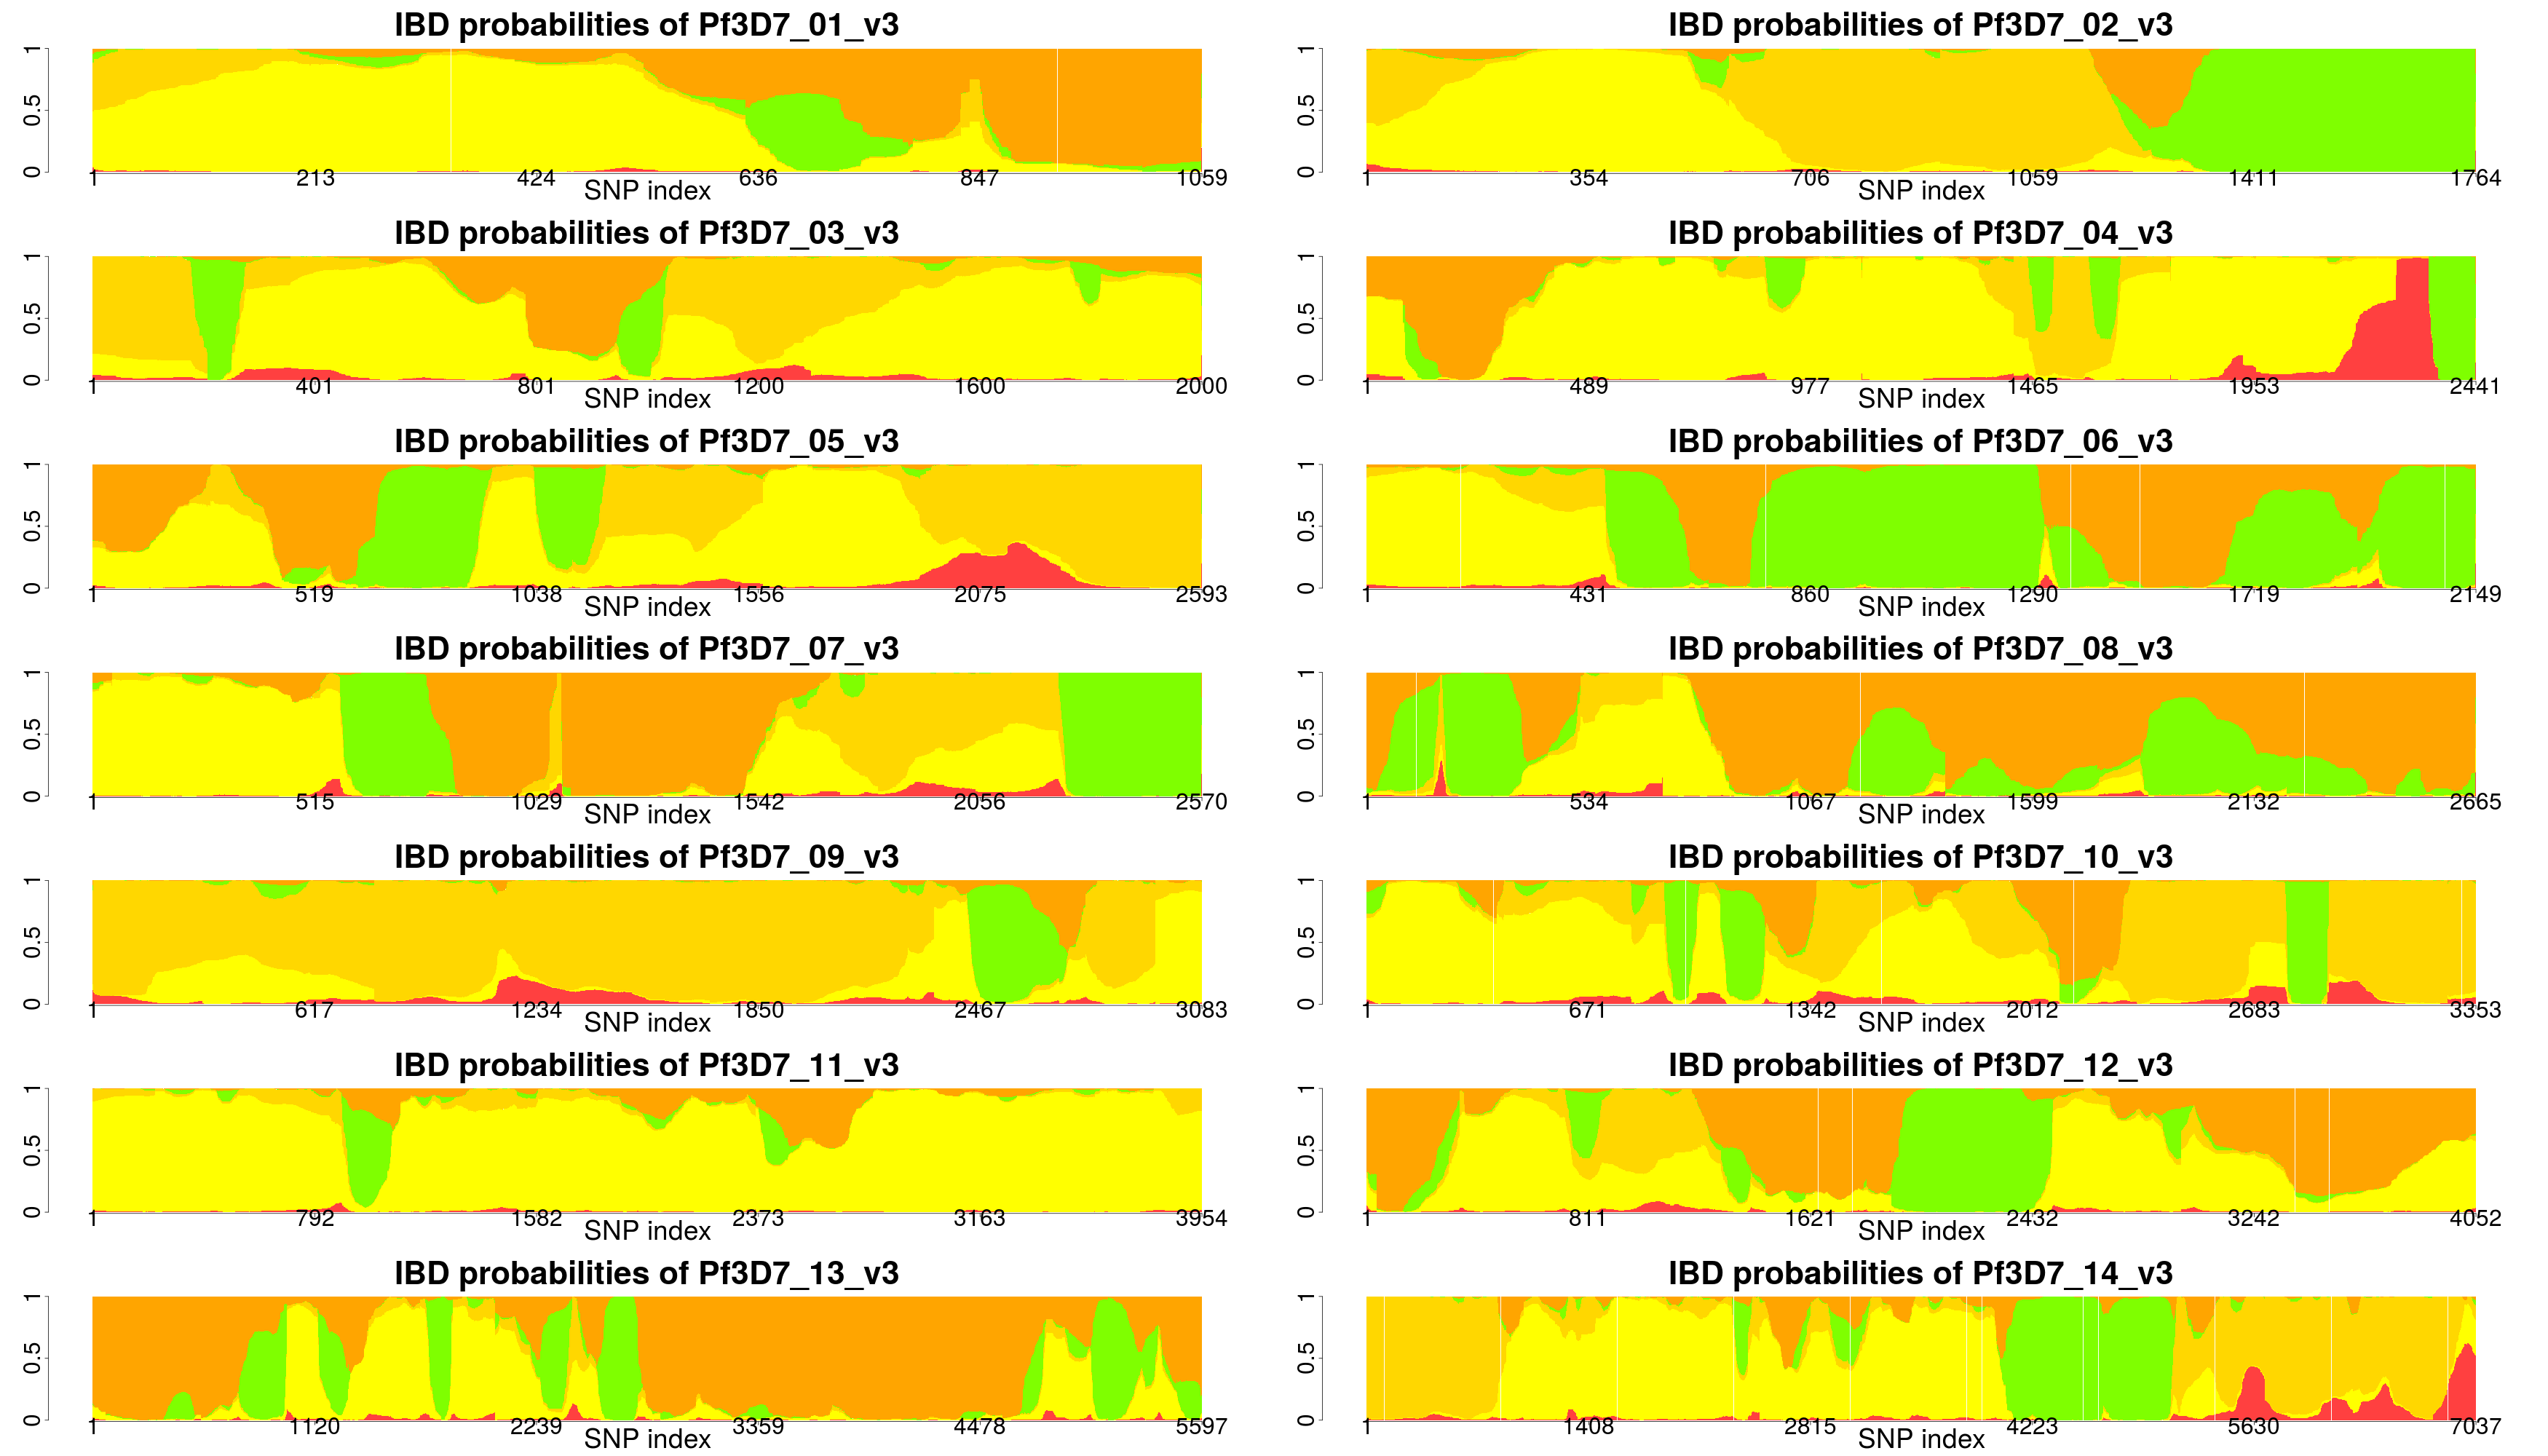 IBD probabilities of Pf3D7_01_v3
0 0.5 1
1 213 424 636 847 1059
SNP index
IBD probabilities of Pf3D7_02_v3
0 0.5 1
1 354 706 1059 1411 1764
SNP index
IBD probabilities of Pf3D7_03_v3
0 0.5 1
1 401 801 1200 1600 2000
SNP index
IBD probabilities of Pf3D7_04_v3
0 0.5 1
1 489 977 1465 1953 2441
SNP index
IBD probabilities of Pf3D7_05_v3
0 0.5 1
1 519 1038 1556 2075 2593
SNP index
IBD probabilities of Pf3D7_06_v3
0 0.5 1
1 431 860 1290 1719 2149
SNP index
IBD probabilities of Pf3D7_07_v3
0 0.5 1
1 515 1029 1542 2056 2570
SNP index
IBD probabilities of Pf3D7_08_v3
0 0.5 1
1 534 1067 1599 2132 2665
SNP index
IBD probabilities of Pf3D7_09_v3
0 0.5 1
1 617 1234 1850 2467 3083
SNP index
IBD probabilities of Pf3D7_10_v3
0 0.5 1
1 671 1342 2012 2683 3353
SNP index
IBD probabilities of Pf3D7_11_v3
0 0.5 1
1 792 1582 2373 3163 3954
SNP index
IBD probabilities of Pf3D7_12_v3
0 0.5 1
1 811 1621 2432 3242 4052
SNP index
IBD probabilities of Pf3D7_13_v3
0 0.5 1
1 1120 2239 3359 4478 5597
SNP index
IBD probabilities of Pf3D7_14_v3
0 0.5 1
1 1408 2815 4223 5630 7037
SNP index